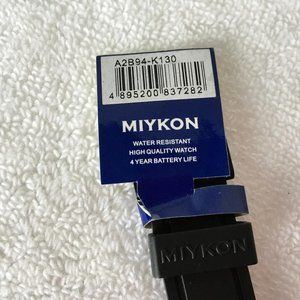 A2B94-K130
4 895200 837282
MIYKON
WATER RESISTANT
HIGH QUALITY WATCH
4 YEAR BATTERY LIFE
MIYKON